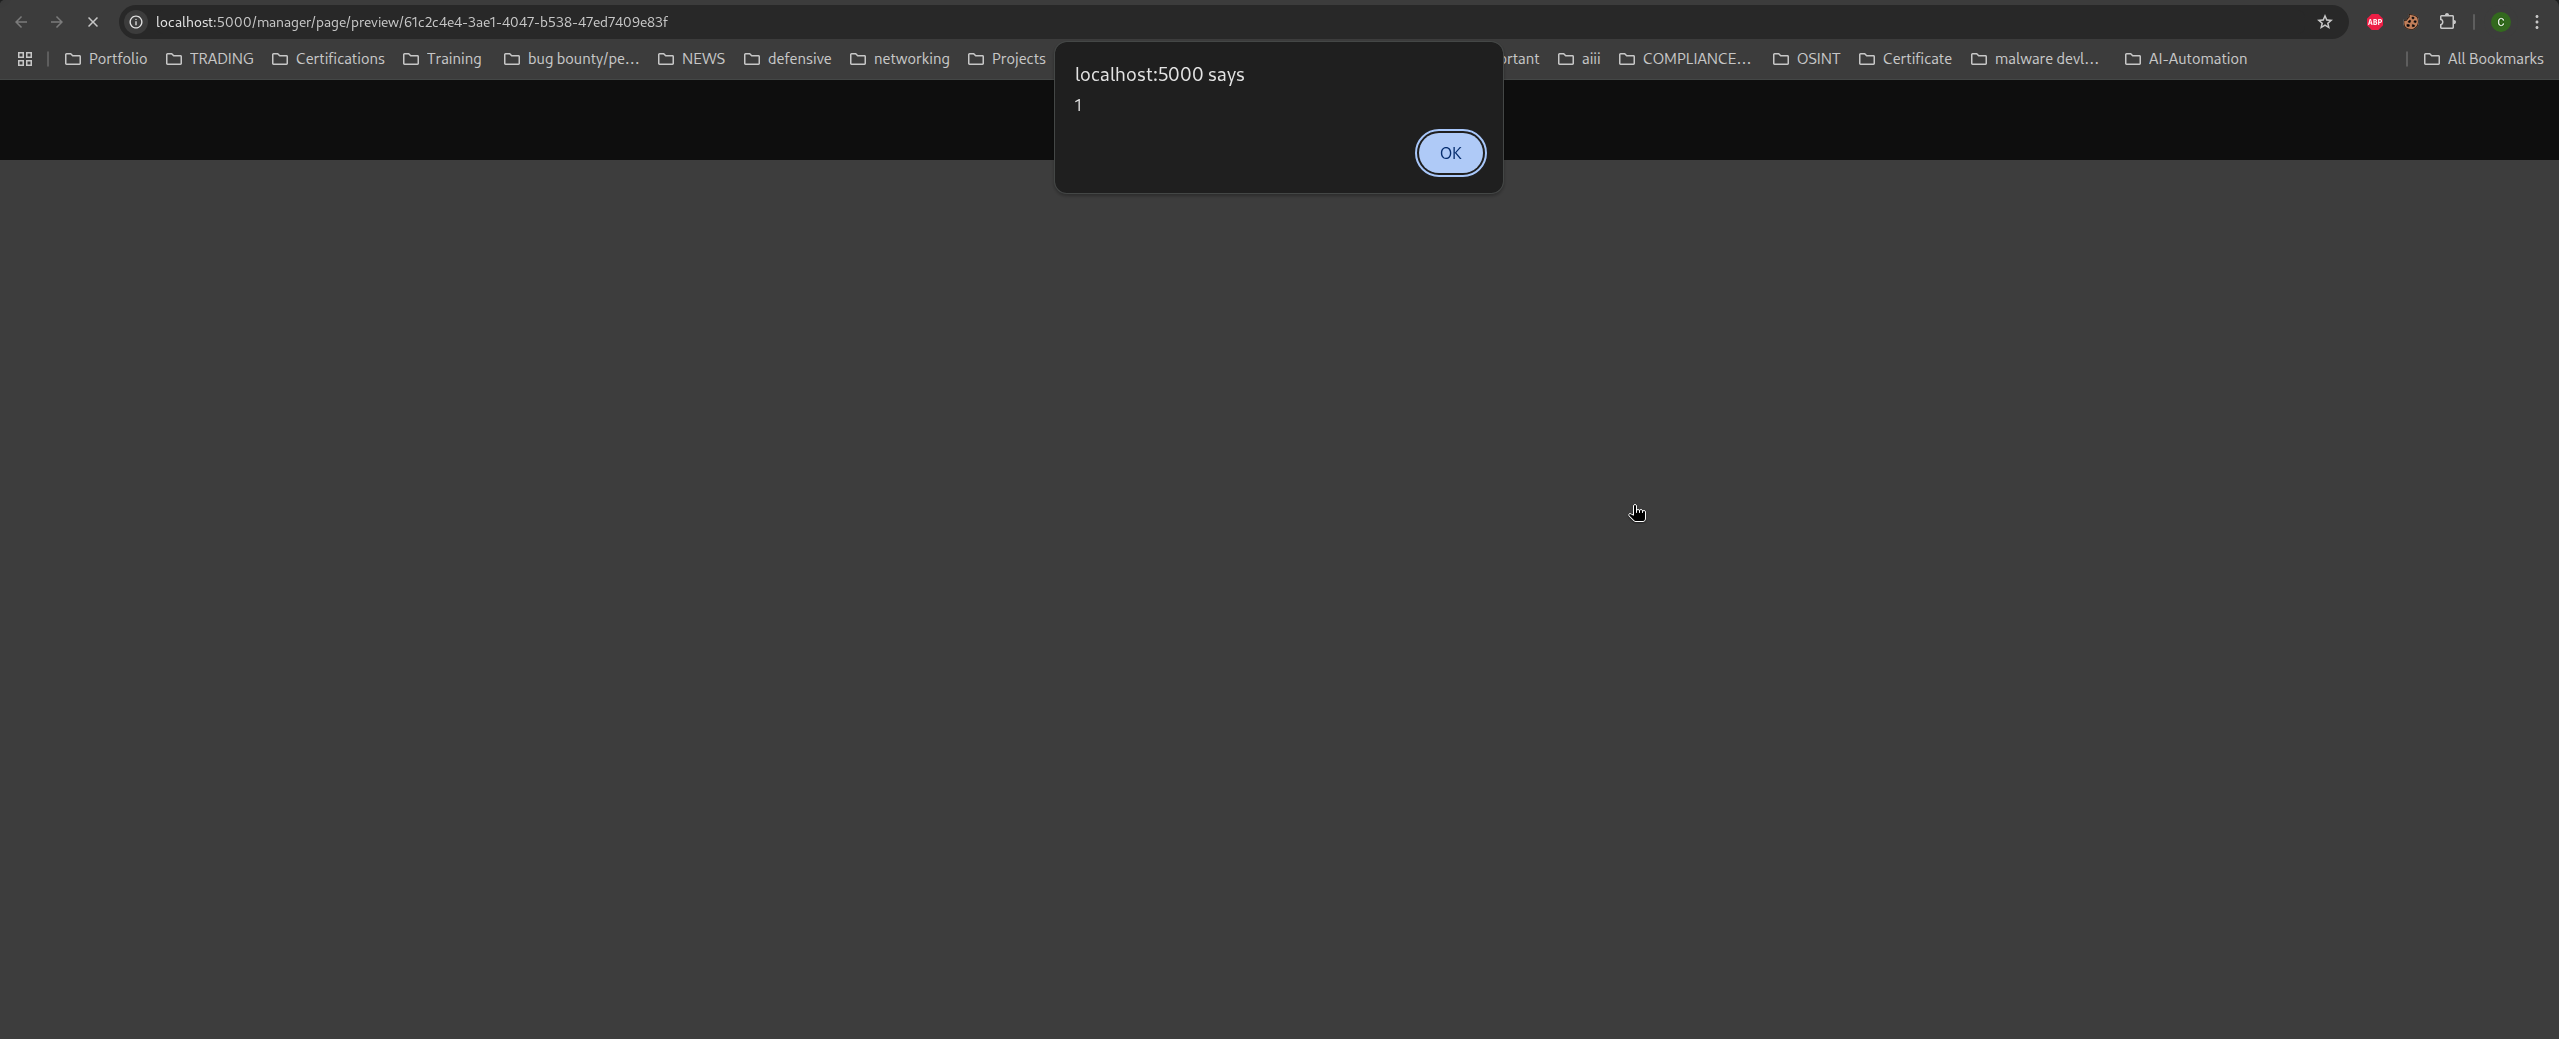 localhost:5000/manager/page/preview/61c2c4e4-3ae1-4047-b538-47ed7409e83f
ABP
C
Portfolio TRADING Certifications Training bug bounty/pe... NEWS defensive networking Projects ortant aiii COMPLIANCE... OSINT Certificate malware devl... AI-Automation All Bookmarks
localhost:5000 says
1
OK